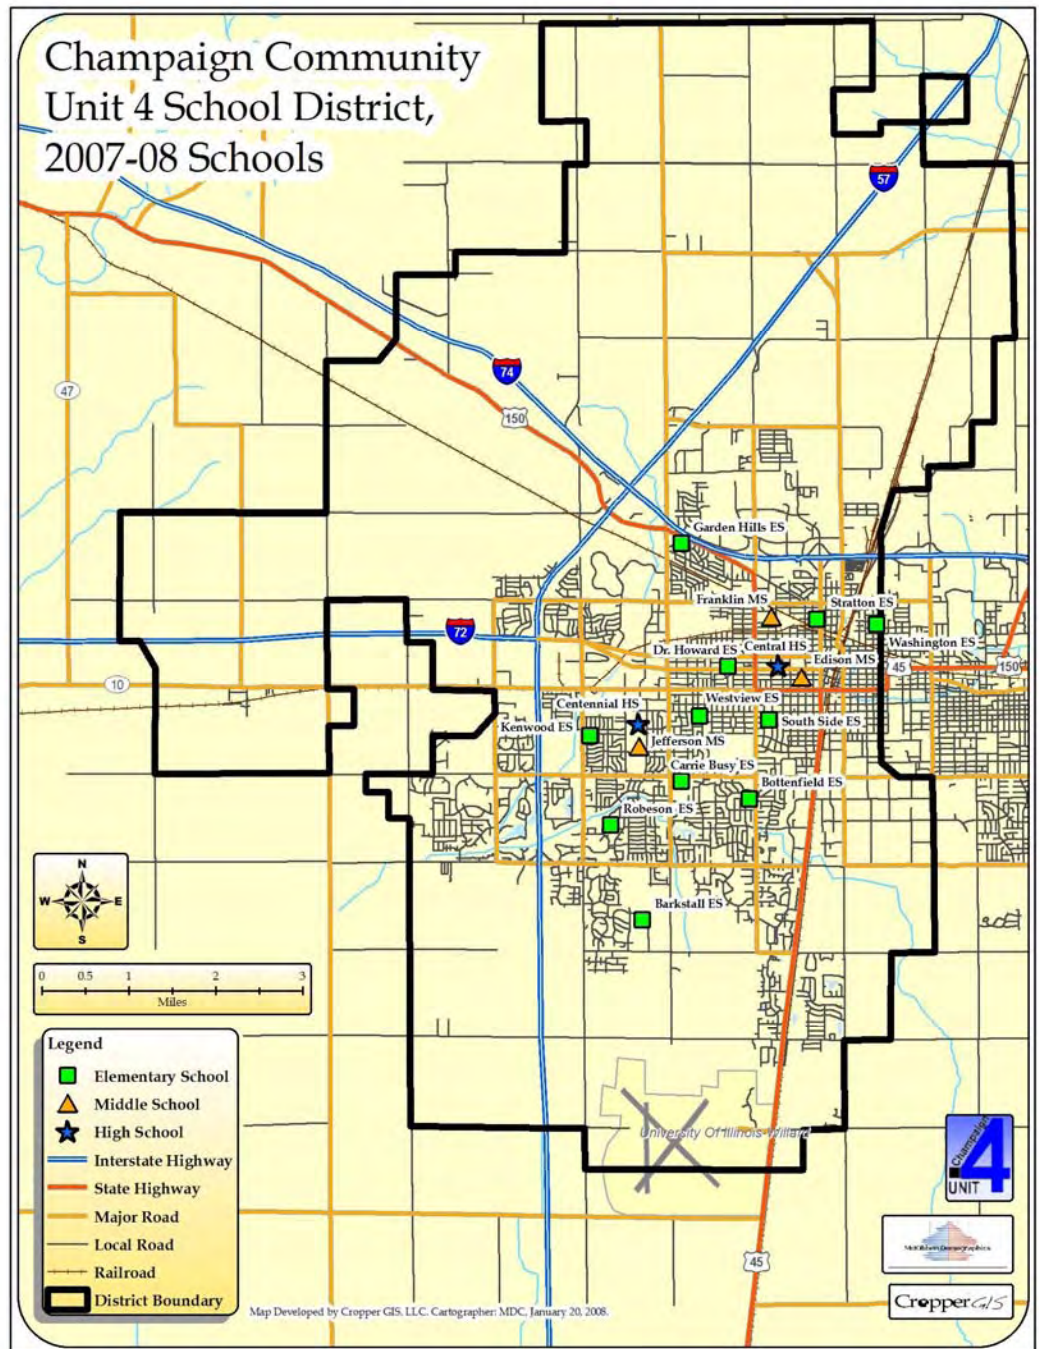 Champaign Community
Unit 4 School District,
2007-08 Schools
57
74
150
47
Garden Hills ES
Franklin MS
Stratton ES
72
Washington ES
Dr. Howard ES
Central HS
Edison MS
45
150
10
Westview ES
Centennial HS
South Side ES
Kenwood ES
Jefferson MS
Carrie Busy ES
Bottenfield ES
Robeson ES
Barkstall ES
N
W
E
S
0
0.5
1
2
3
Miles
University Of Illinois-Willard
Legend
Elementary School
Middle School
High School
Interstate Highway
State Highway
Major Road
Local Road
Railroad
District Boundary
Champaign
4
UNIT
McKibben Demographics
45
Cropper GIS
Map Developed by Cropper GIS, LLC. Cartographer: MDC, January 20, 2008.